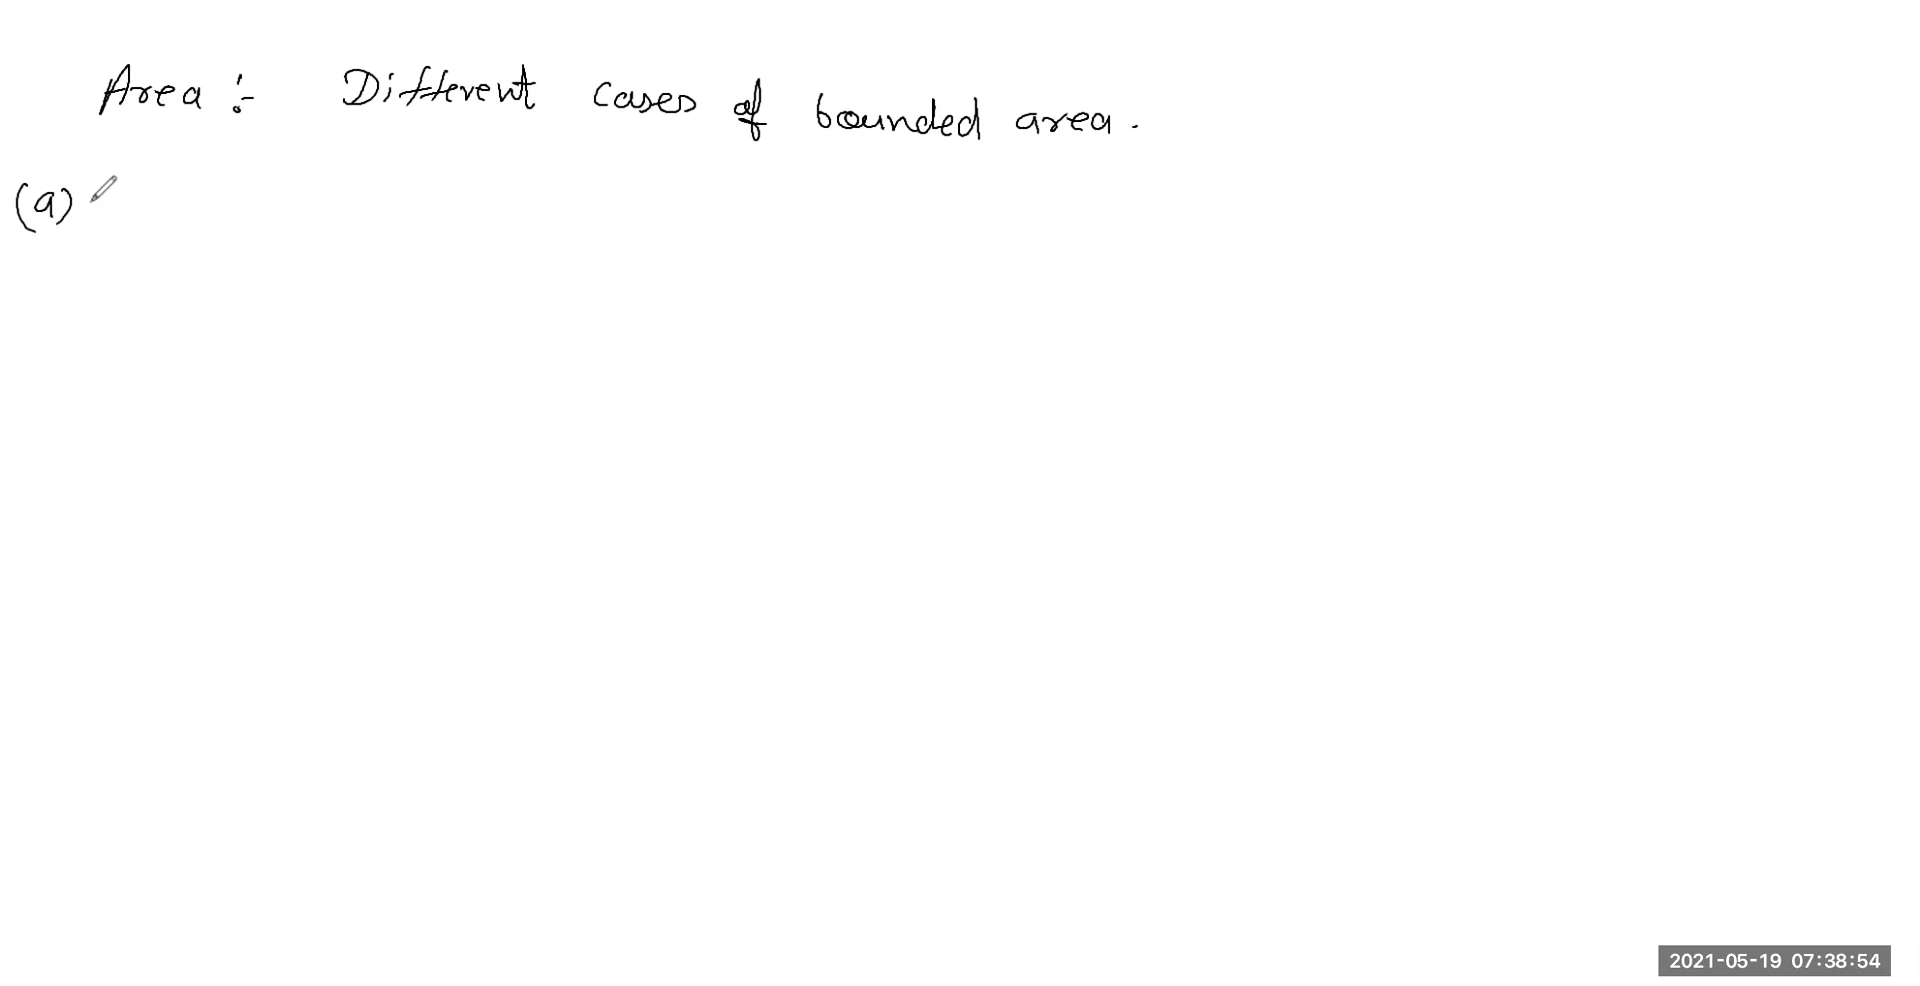 Area :- Different cases of bounded area.
(a)
2021-05-19 07:38:54